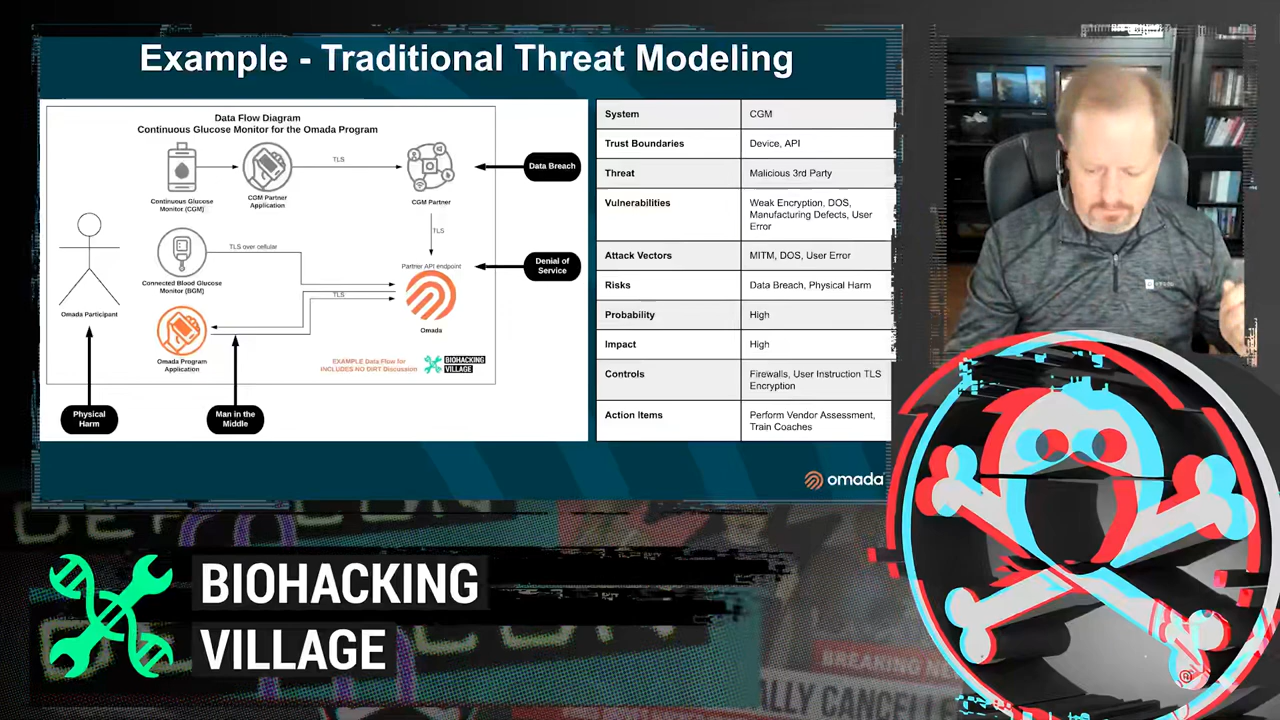 Example - Traditional Threat Modeling
Data Flow Diagram
Continuous Glucose Monitor for the Omada Program
TLS
Data Breach
Continuous Glucose
Monitor (CGM)
CGM Partner
Application
CGM Partner
TLS
TLS over cellular
Partner API endpoint
Denial of
Service
Connected Blood Glucose
Monitor (BGM)
TLS
Omada Participant
Omada
Omada Program
Application
EXAMPLE Data Flow for
INCLUDES NO DIRT Discussion
BIOHACKING
VILLAGE
Physical
Harm
Man in the
Middle
System
CGM
Trust Boundaries
Device, API
Threat
Malicious 3rd Party
Vulnerabilities
Weak Encryption, DOS,
Manufacturing Defects, User
Error
Attack Vectors
MITM, DOS, User Error
Risks
Data Breach, Physical Harm
Probability
High
Impact
High
Controls
Firewalls, User Instruction TLS
Encryption
Action Items
Perform Vendor Assessment,
Train Coaches
omada
BIOHACKING
VILLAGE
BREAKING
CANCELLE
®